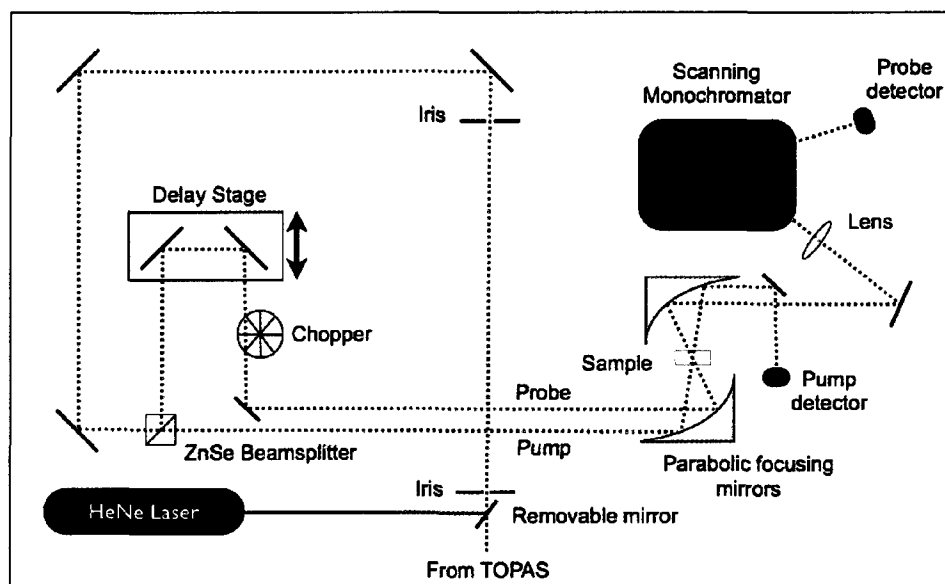 Scanning
Monochromator
Probe
detector
Iris
Delay Stage
Lens
Chopper
Sample
Pump
detector
Probe
Pump
ZnSe Beamsplitter
Parabolic focusing
mirrors
Iris
HeNe Laser
Removable mirror
From TOPAS